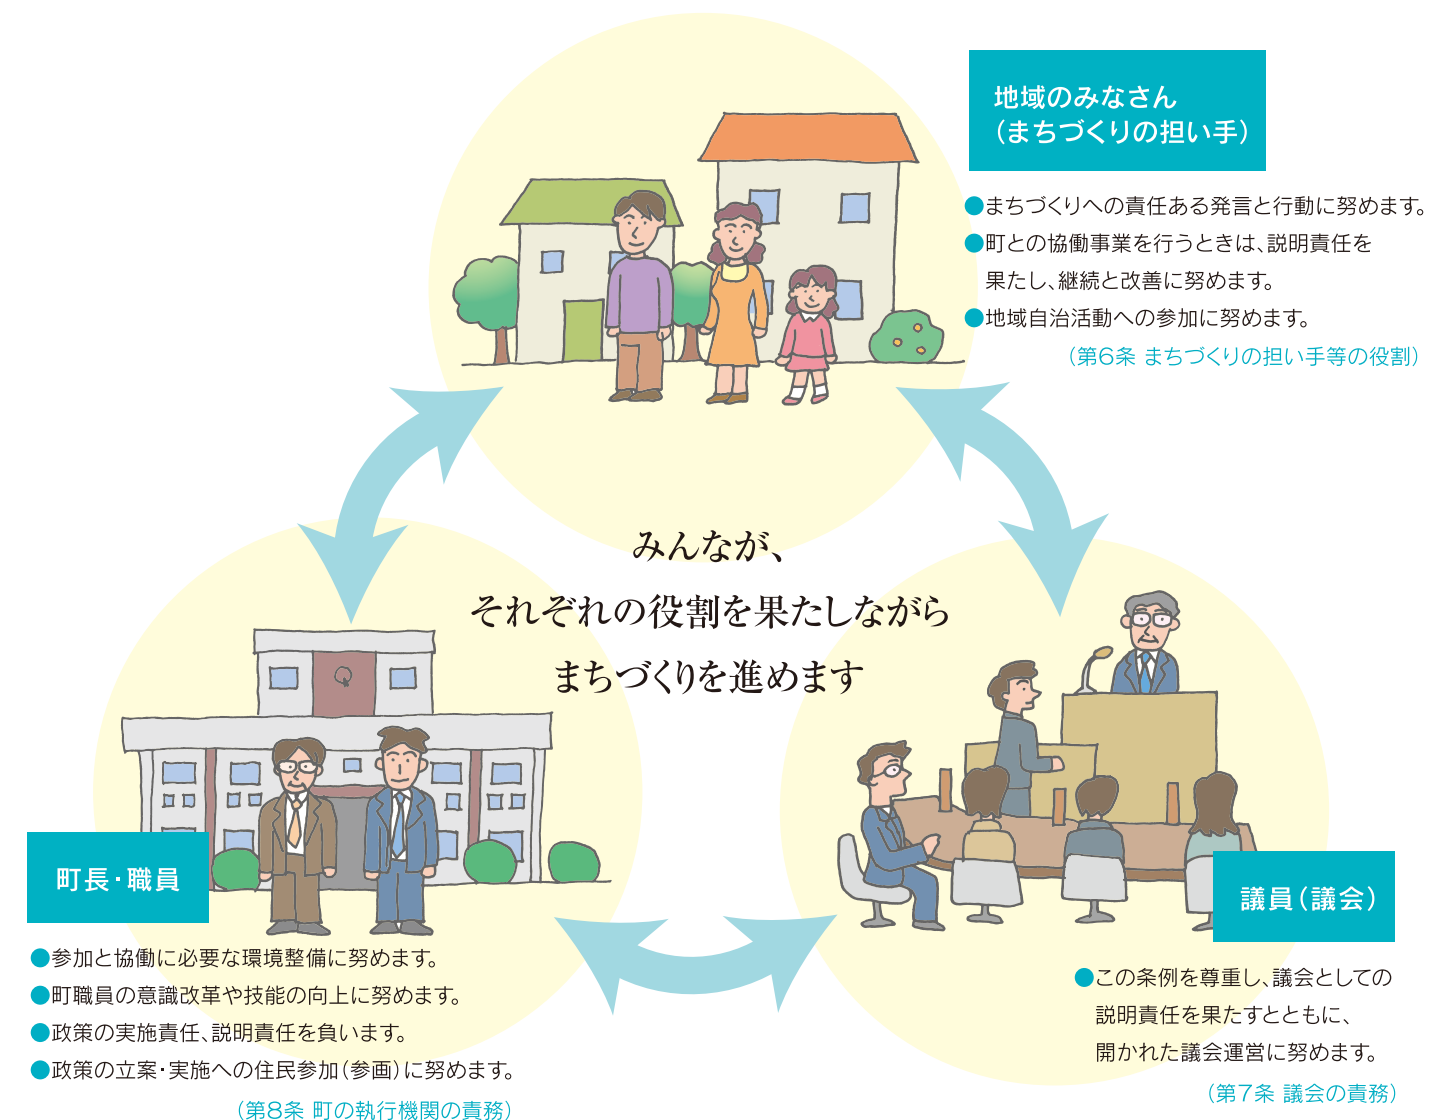 地域のみなさん
（まちづくりの担い手）
●まちづくりへの責任ある発言と行動に努めます。
●町との協働事業を行うときは、説明責任を
果たし、継続と改善に努めます。
●地域自治活動への参加に努めます。
（第6条 まちづくりの担い手等の役割）
みんなが、
それぞれの役割を果たしながら
まちづくりを進めます
町長・職員
●参加と協働に必要な環境整備に努めます。
●町職員の意識改革や技能の向上に努めます。
●政策の実施責任、説明責任を負います。
●政策の立案・実施への住民参加（参画）に努めます。
（第8条 町の執行機関の責務）
議員（議会）
●この条例を尊重し、議会としての
説明責任を果たすとともに、
開かれた議会運営に努めます。
（第7条 議会の責務）